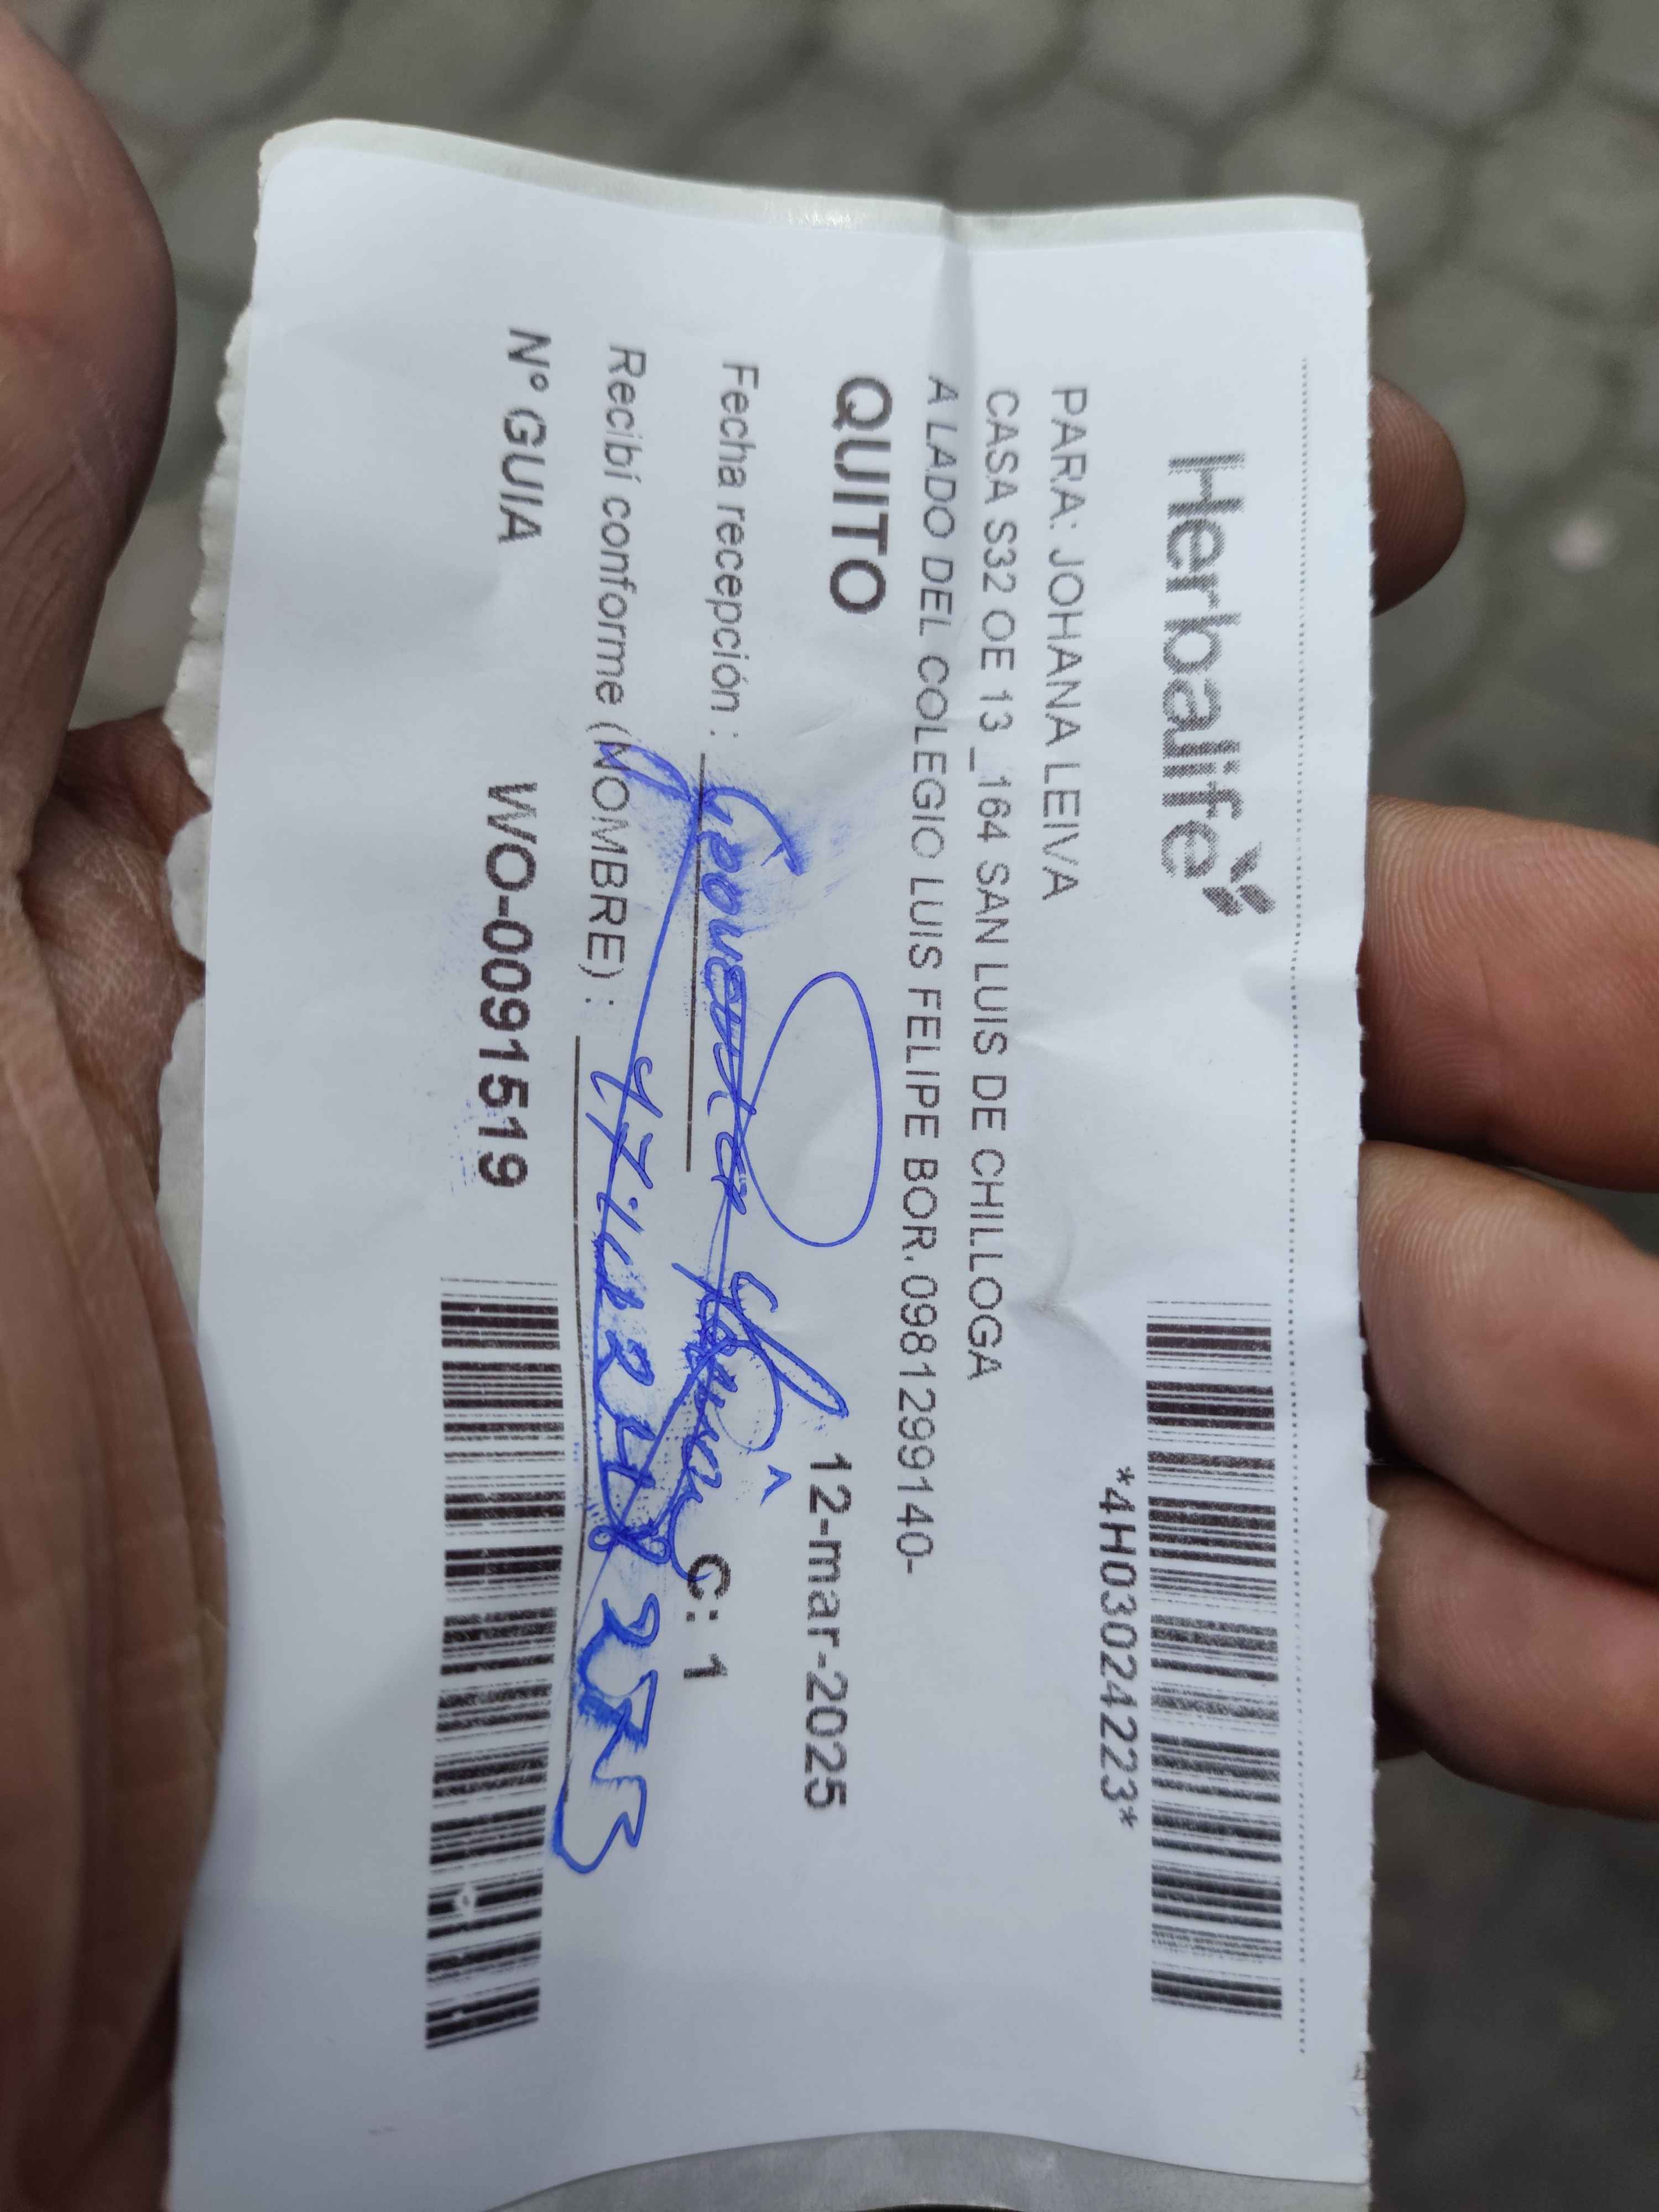 Herbalife
*4H03024223*
PARA: JOHANA LEIVA
CASA S32 OE 13_164 SAN LUIS DE CHILLOGA
A LADO DEL COLEGIO LUIS FELIPE BOR. 0981299140-
QUITO
12-mar-2025
Fecha recepción :
C: 1
Recibí conforme (NOMBRE) :
N° GUIA WO-0091519